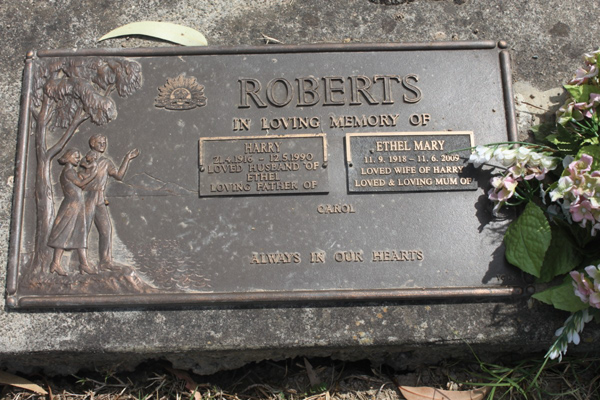 ROBERTS
IN LOVING MEMORY OF
HARRY
21.4.1916 - 12.5.1990
LOVED HUSBAND OF
ETHEL
LOVING FATHER OF
ETHEL MARY
11. 9. 1918 - 11. 6. 2009
LOVED WIFE OF HARRY
LOVED & LOVING MUM OF
CAROL
ALWAYS IN OUR HEARTS